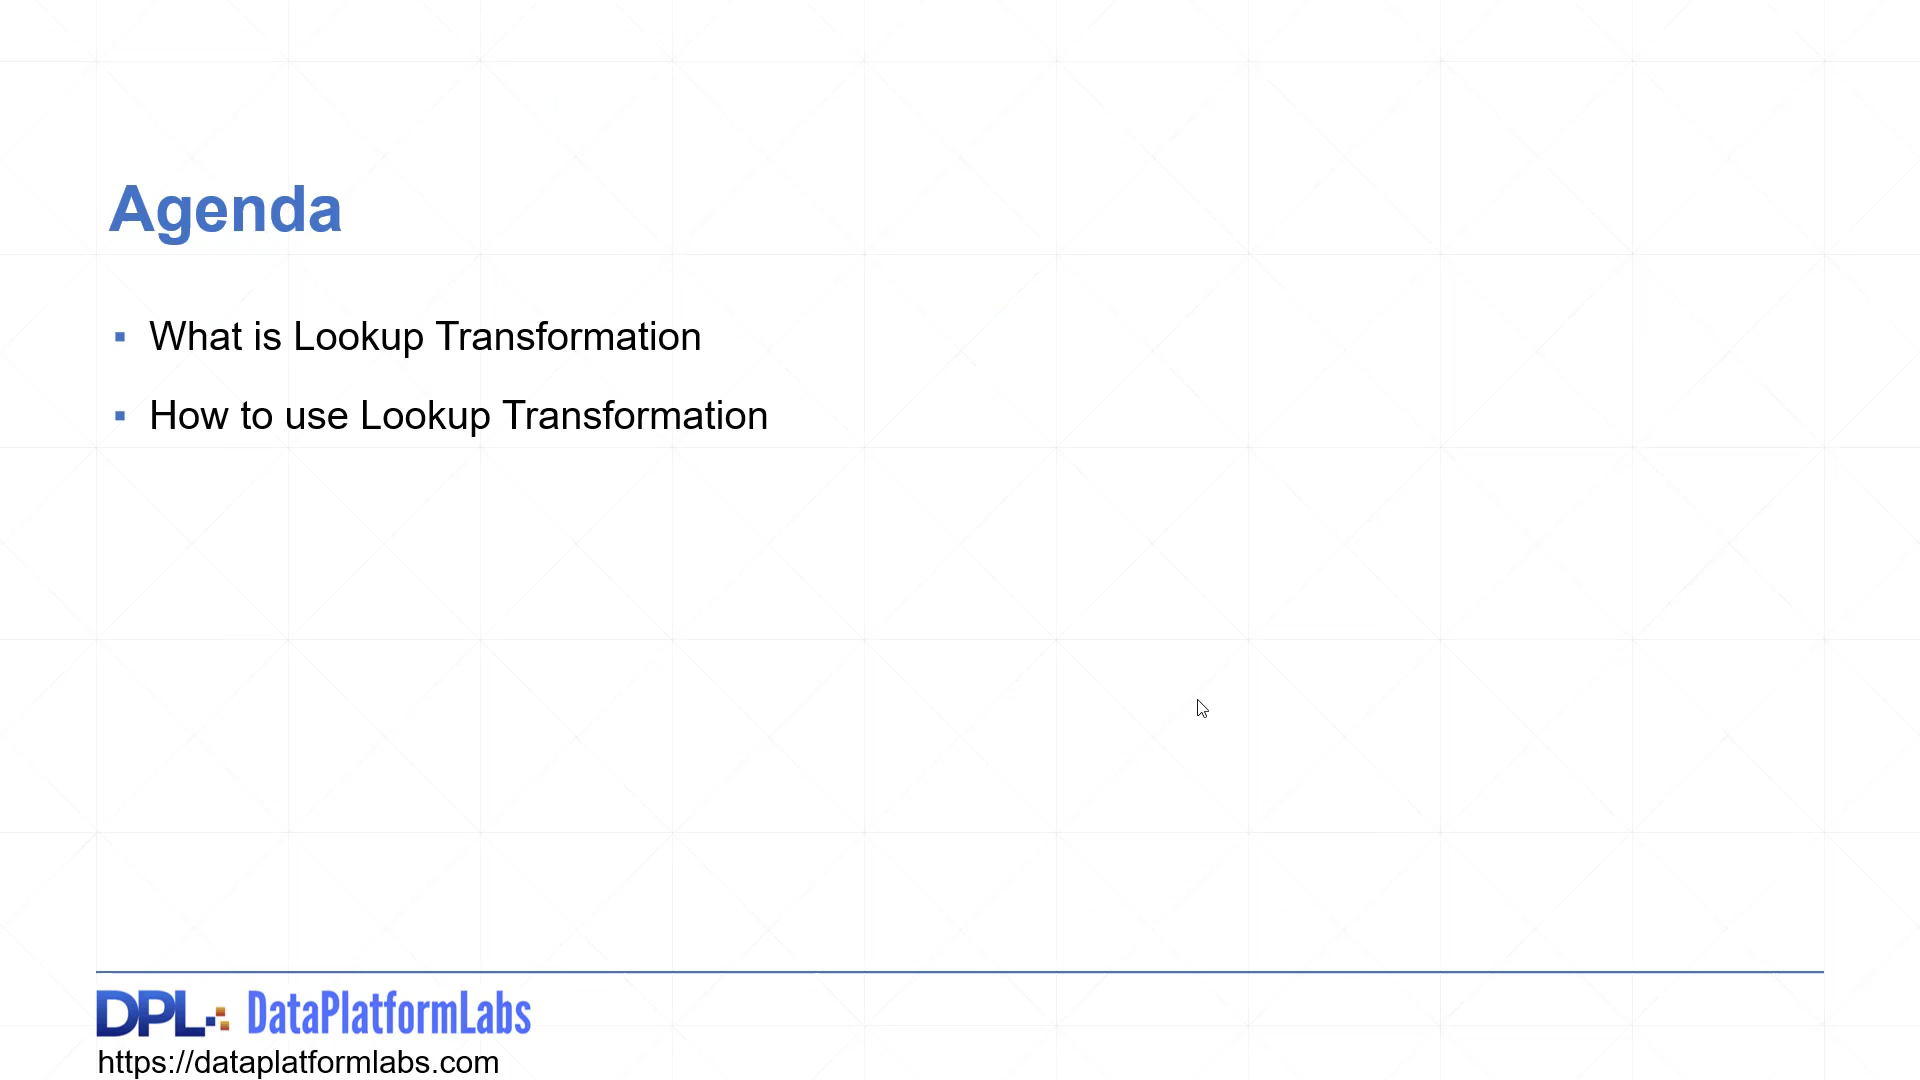 Agenda
▪ What is Lookup Transformation
▪ How to use Lookup Transformation
DPL DataPlatformLabs
https://dataplatformlabs.com